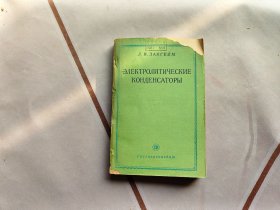 Л. Н. ЗАКГЕЙМ
ЭЛЕКТРОЛИТИЧЕСКИЕ
КОНДЕНСАТОРЫ
ГОСЭНЕРГОИЗДАТ